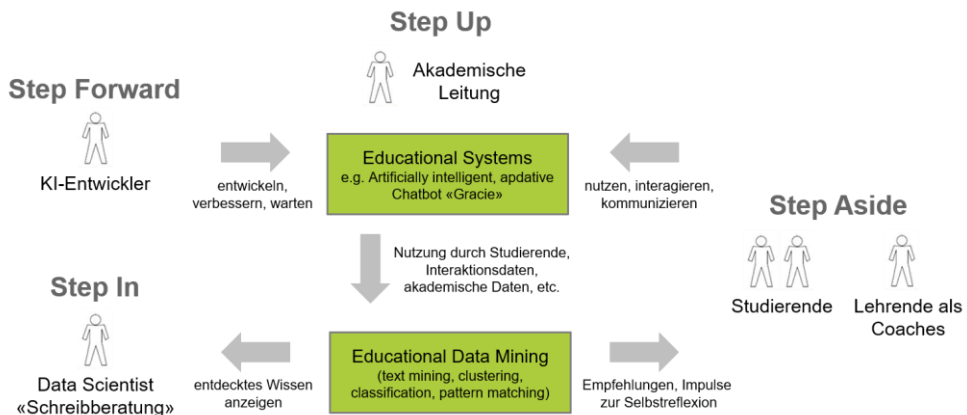 Step Up
Akademische
Leitung
Step Forward
KI-Entwickler
entwickeln,
verbessern, warten
Educational Systems
e.g. Artificially intelligent, apdative
Chatbot «Gracie»
nutzen, interagieren,
kommunizieren
Step Aside
Studierende
Lehrende als
Coaches
Nutzung durch Studierende,
Interaktionsdaten,
akademische Daten, etc.
Step In
Data Scientist
«Schreibberatung»
entdecktes Wissen
anzeigen
Educational Data Mining
(text mining, clustering,
classification, pattern matching)
Empfehlungen, Impulse
zur Selbstreflexion